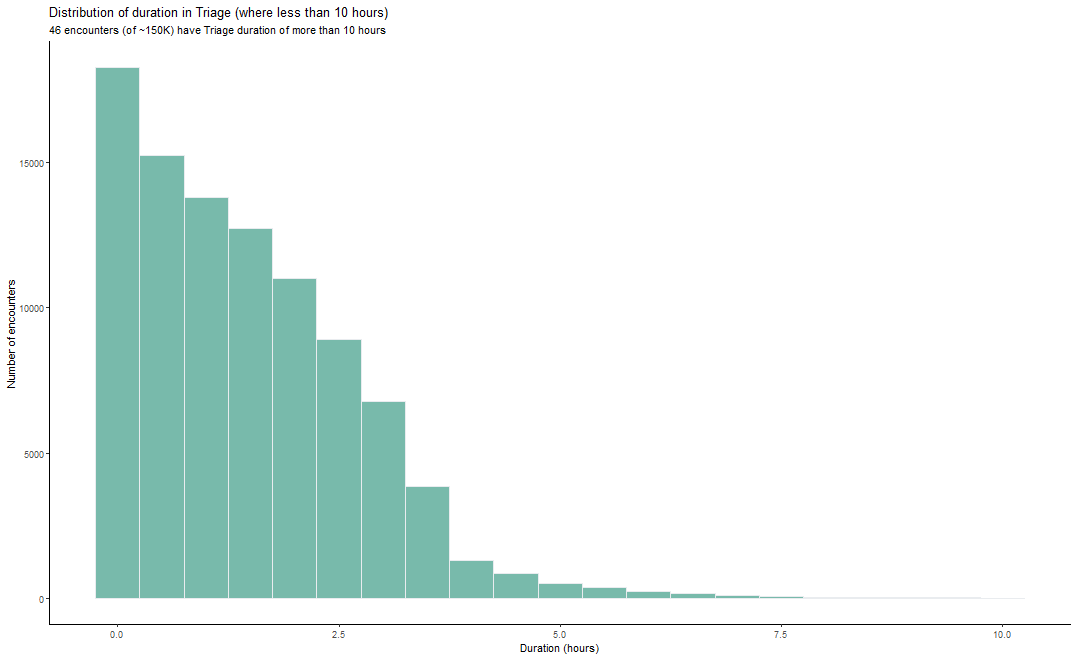 Distribution of duration in Triage (where less than 10 hours)
46 encounters (of ~150K) have Triage duration of more than 10 hours
Number of encounters
15000
10000
5000
0
0.0 2.5 5.0 7.5 10.0
Duration (hours)